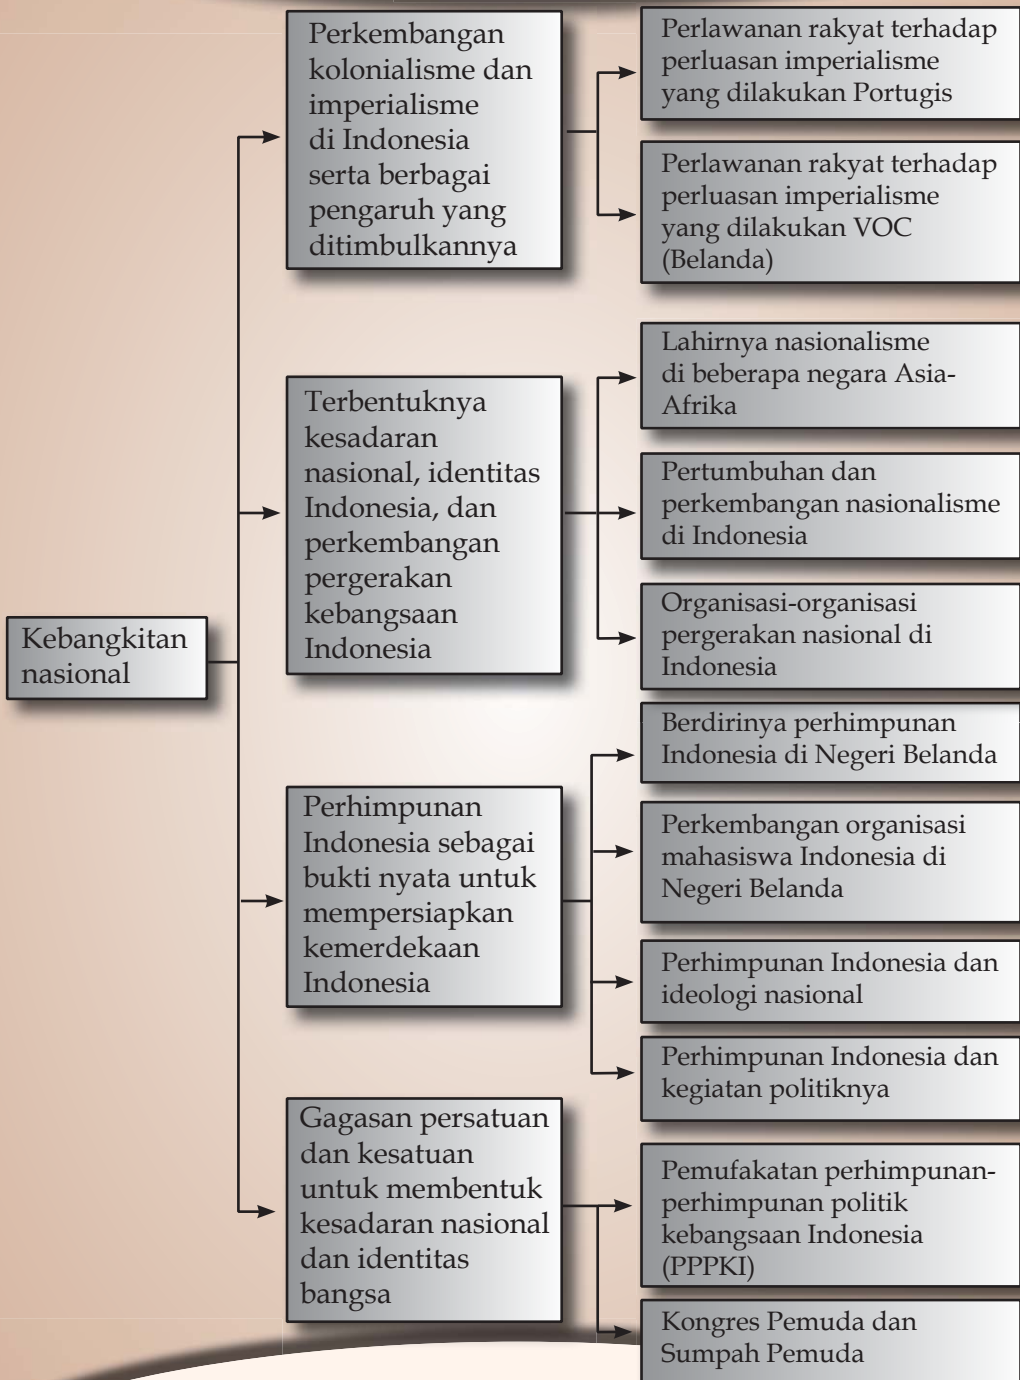 Kebangkitan
nasional
Perkembangan
kolonialisme dan
imperialisme
di Indonesia
serta berbagai
pengaruh yang
ditimbulkannya
Perlawanan rakyat terhadap
perluasan imperialisme
yang dilakukan Portugis
Perlawanan rakyat terhadap
perluasan imperialisme
yang dilakukan VOC
(Belanda)
Terbentuknya
kesadaran
nasional, identitas
Indonesia, dan
perkembangan
pergerakan
kebangsaan
Indonesia
Lahirnya nasionalisme
di beberapa negara Asia-
Afrika
Pertumbuhan dan
perkembangan nasionalisme
di Indonesia
Organisasi-organisasi
pergerakan nasional di
Indonesia
Perhimpunan
Indonesia sebagai
bukti nyata untuk
mempersiapkan
kemerdekaan
Indonesia
Berdirinya perhimpunan
Indonesia di Negeri Belanda
Perkembangan organisasi
mahasiswa Indonesia di
Negeri Belanda
Perhimpunan Indonesia dan
ideologi nasional
Perhimpunan Indonesia dan
kegiatan politiknya
Gagasan persatuan
dan kesatuan
untuk membentuk
kesadaran nasional
dan identitas
bangsa
Pemufakatan perhimpunan-
perhimpunan politik
kebangsaan Indonesia
(PPPKI)
Kongres Pemuda dan
Sumpah Pemuda